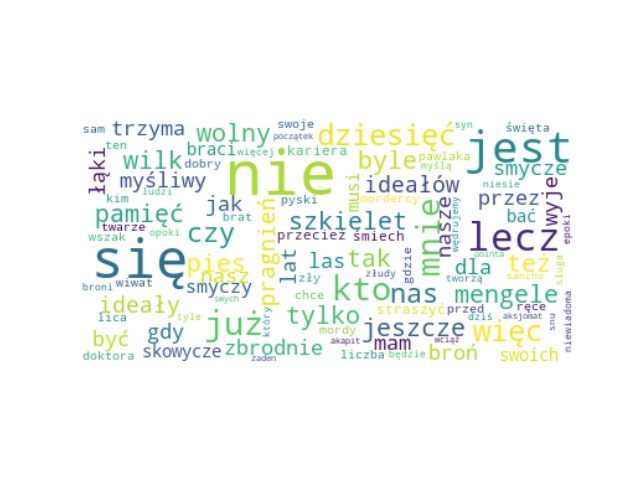 sam trzyma wolny swoje początek dziesięć syn jest święta
ten wilk braci więcej kariera byle pawlaka myślą smycze
łąki myśliwy dobry ludzi nie musi ideałów mordercy niesie
kim pamięć jak brat pyski szkielet mnie nasze wędrujemy przez bać wyje
twarze wszak opoki czy pragnień przecież śmiech lecz epoki
się pies nasz lat las tak gdzie dla pointa też
broni wiwat smyczy swych zły chce złudy kto nas tworzą sancho sługa mengele
ideały lica tyle już który tylko straszyć przed dziś aksjomat ręce snu niewiadoma
być gdy mordy jeszcze więc
doktora skowycze zbrodnie żaden akapit liczba mam będzie wciąż broń swoich